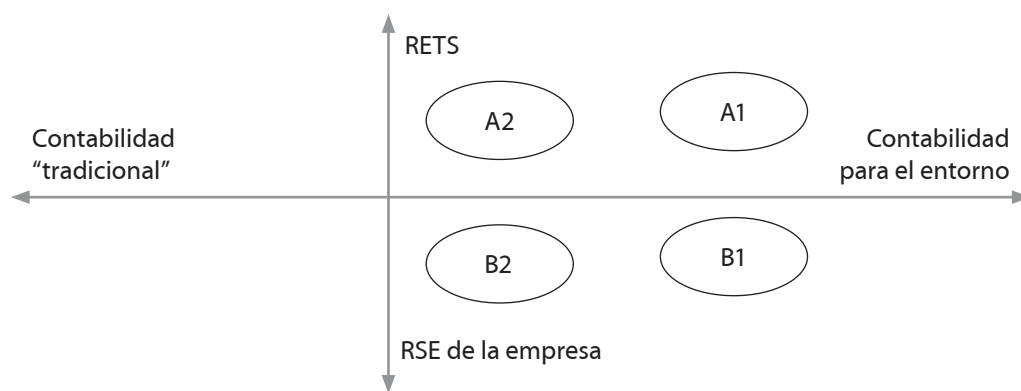 RETS
A2
A1
Contabilidad
“tradicional”
Contabilidad
para el entorno
B2
B1
RSE de la empresa